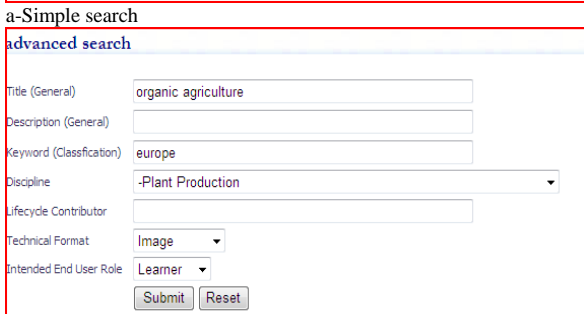 a-Simple search
advanced search
Title (General) organic agriculture
Description (General)
Keyword (Classfication) europe
Discipline -Plant Production
Lifecycle Contributor
Technical Format Image
Intended End User Role Learner
Submit Reset